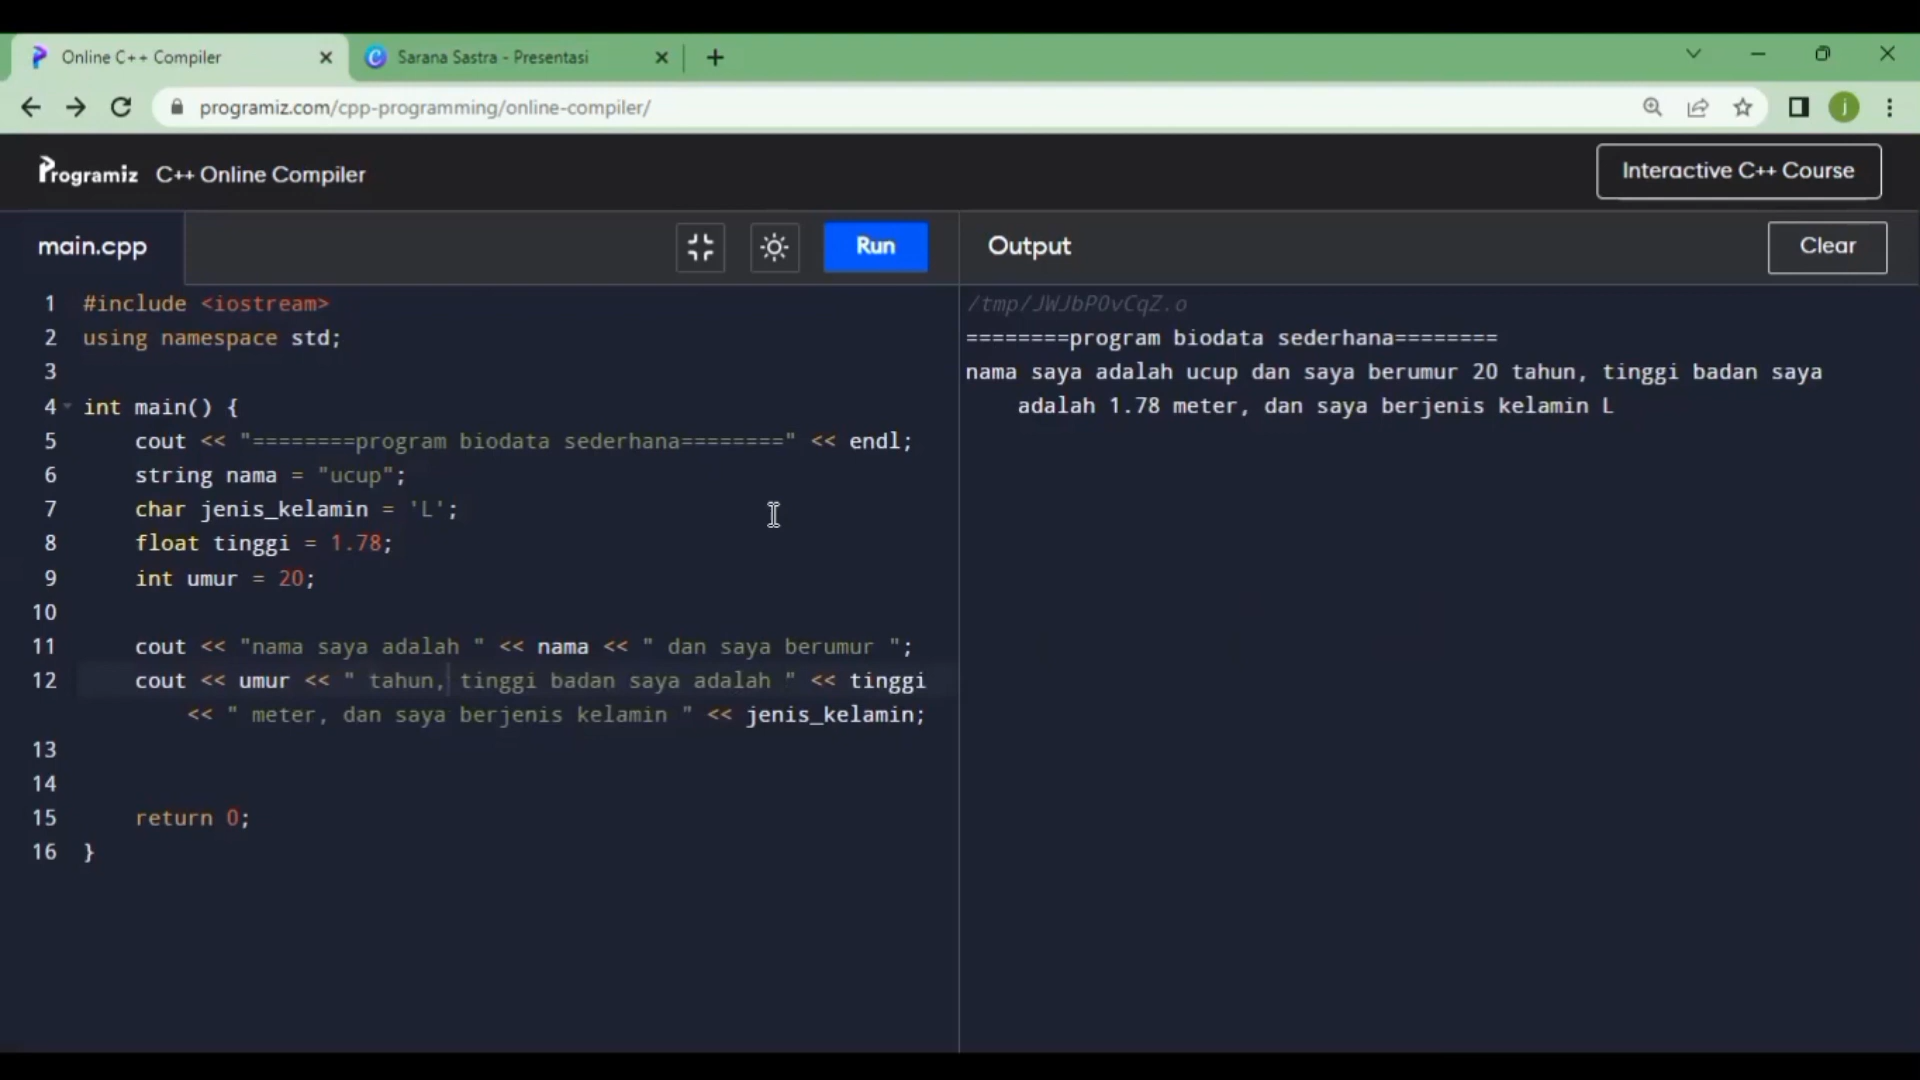 Online C++ Compiler
Sarana Sastra - Presentasi
programiz.com/cpp-programming/online-compiler/
j
Programiz C++ Online Compiler
Interactive C++ Course
main.cpp
Run
Output
Clear
1 #include <iostream>
2 using namespace std;
3
4 int main() {
5 cout << "========program biodata sederhana========" << endl;
6 string nama = "ucup";
7 char jenis_kelamin = 'L';
8 float tinggi = 1.78;
9 int umur = 20;
10
11 cout << "nama saya adalah " << nama << " dan saya berumur ";
12 cout << umur << " tahun, tinggi badan saya adalah " << tinggi
<< " meter, dan saya berjenis kelamin " << jenis_kelamin;
13
14
15 return 0;
16 }
/tmp/JWJbP0vCqZ.o
========program biodata sederhana========
nama saya adalah ucup dan saya berumur 20 tahun, tinggi badan saya
adalah 1.78 meter, dan saya berjenis kelamin L